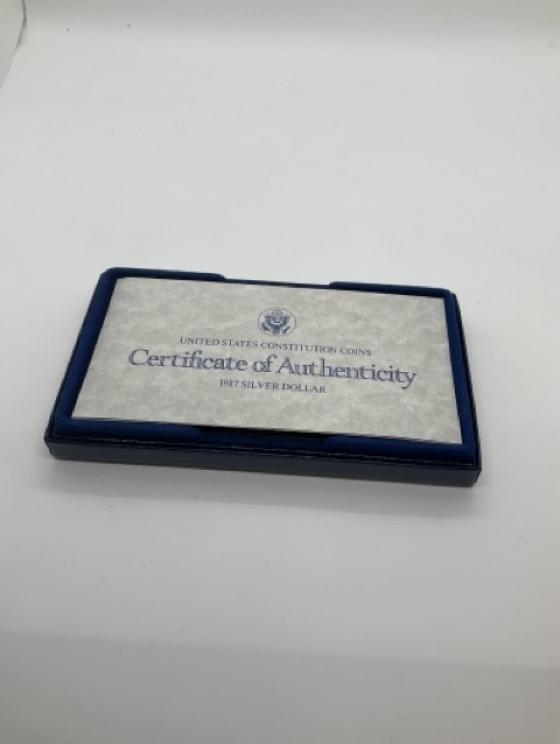 UNITED STATES CONSTITUTION COINS
Certificate of Authenticity
1987 SILVER DOLLAR